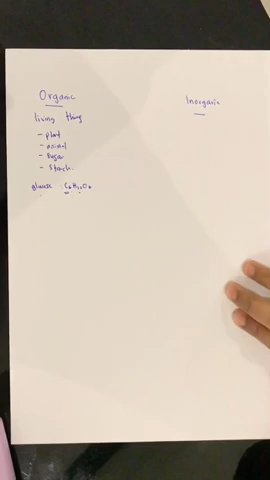 Organic
Inorganic
living thing
- plant
- animal
- Sugar
- Starch.
glucose : C6H12O6